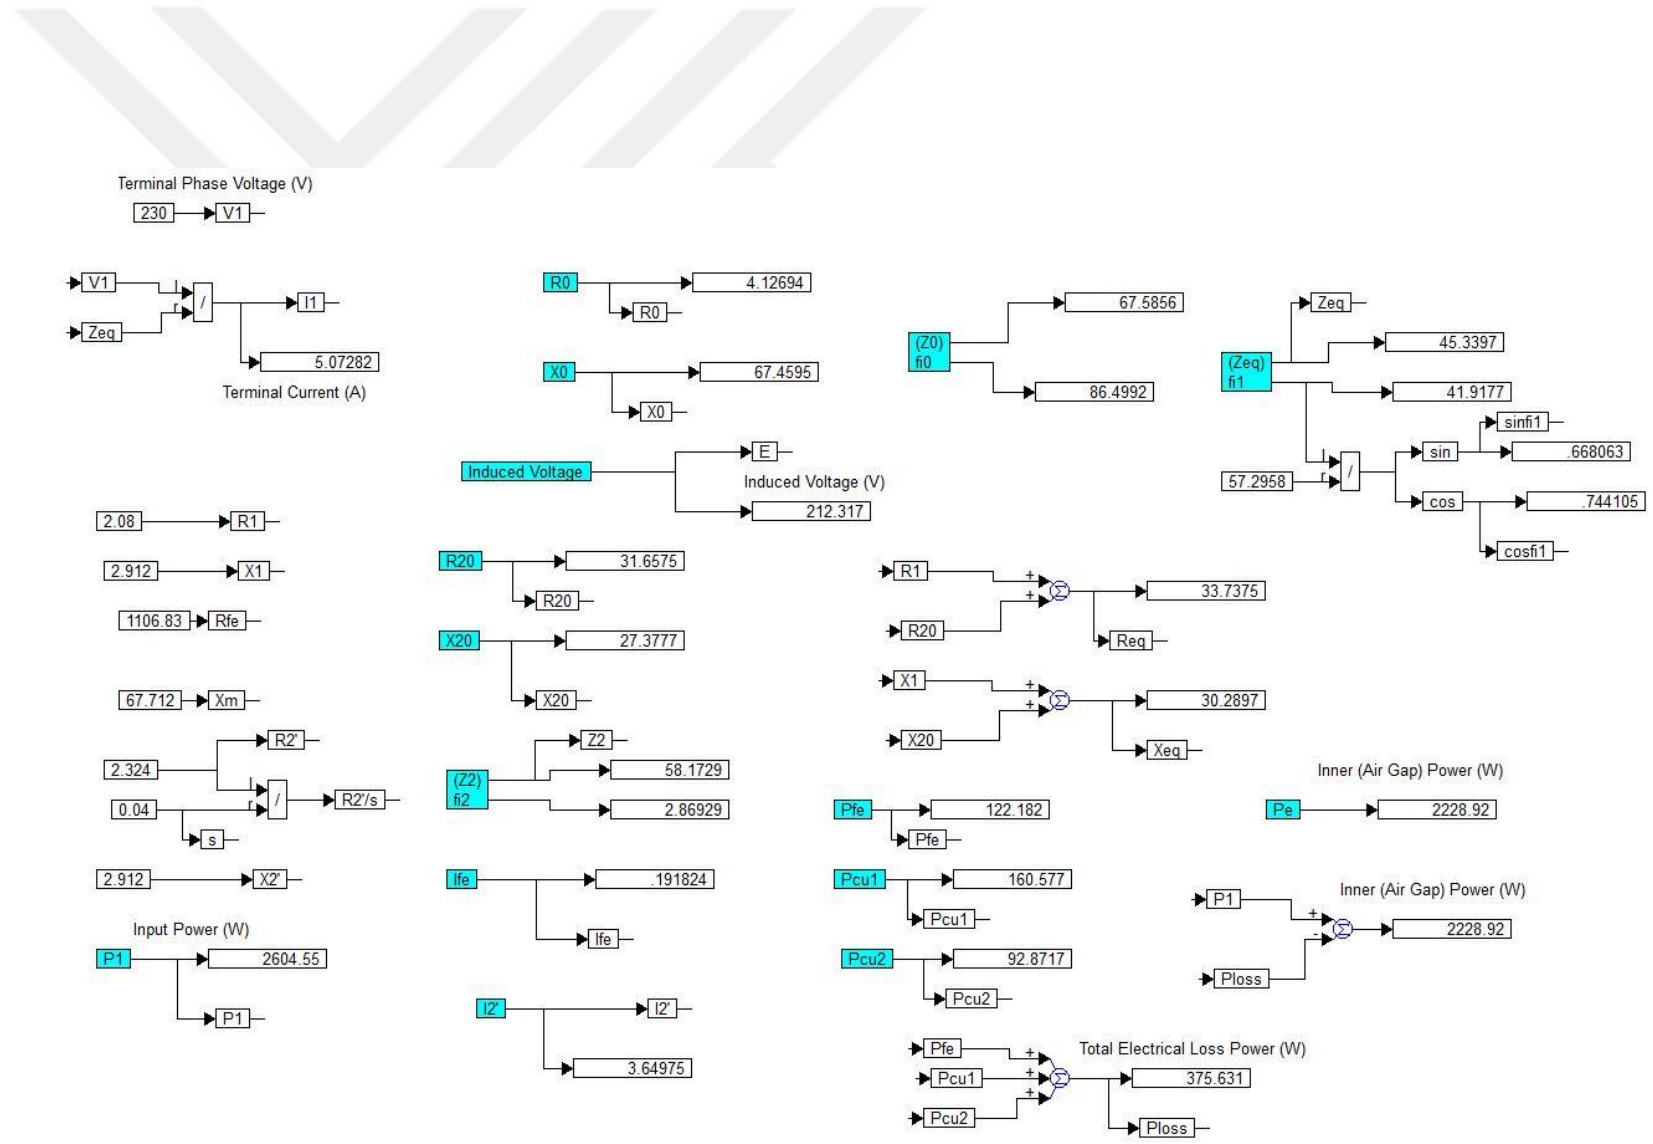 Terminal Phase Voltage (V)
230
V1
V1
l
r
/
I1
Zeq
5.07282
Terminal Current (A)
R0
4.12694
R0
X0
67.4595
X0
(Z0)
fi0
67.5856
86.4992
Zeq
(Zeq)
fi1
45.3397
41.9177
57.2958
l
r
/
sin
sinfi1
.668063
cos
.744105
cosfi1
Induced Voltage
E
Induced Voltage (V)
212.317
2.08
R1
2.912
X1
1106.83
Rfe
67.712
Xm
2.324
R2'
l
r
/
R2'/s
0.04
s
2.912
X2'
Input Power (W)
P1
2604.55
P1
R20
31.6575
R20
X20
27.3777
X20
Z2
(Z2)
fi2
58.1729
2.86929
Ife
.191824
Ife
I2'
I2'
3.64975
R1
+
+
Σ
33.7375
R20
Req
X1
+
+
Σ
30.2897
X20
Xeq
Pfe
122.182
Pfe
Pcu1
160.577
Pcu1
Pcu2
92.8717
Pcu2
Pfe
Pcu1
Pcu2
+
+
+
Σ
Total Electrical Loss Power (W)
375.631
Ploss
Inner (Air Gap) Power (W)
Pe
2228.92
Inner (Air Gap) Power (W)
P1
+
-
Σ
2228.92
Ploss